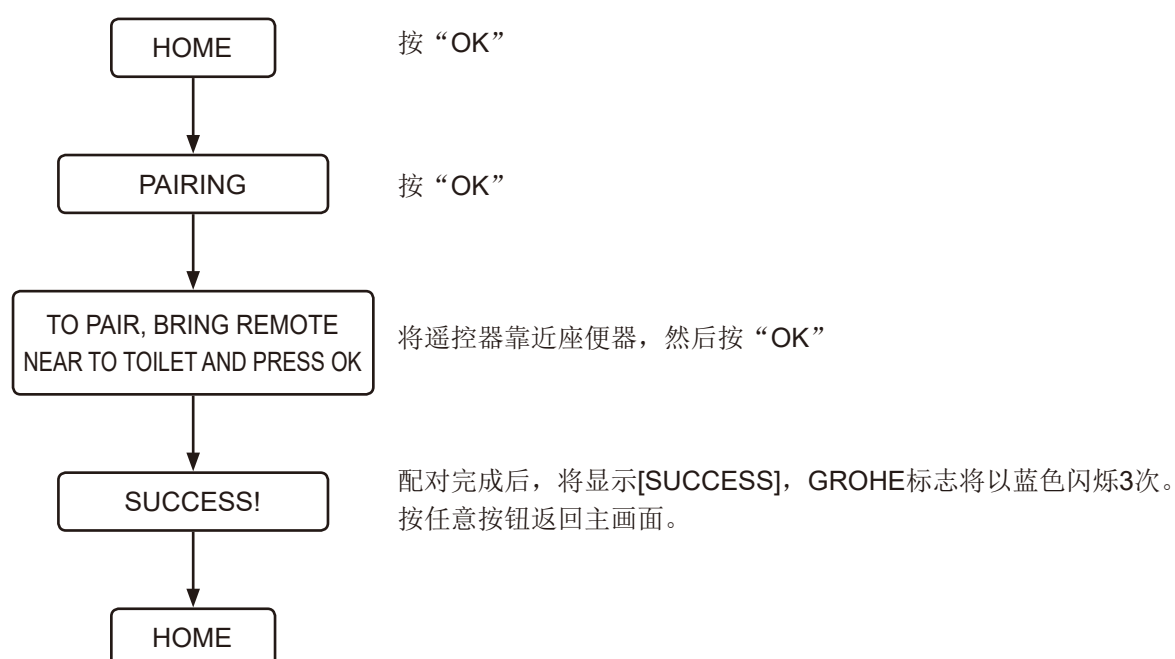 HOME
按“OK”
PAIRING
按“OK”
TO PAIR, BRING REMOTE
NEAR TO TOILET AND PRESS OK
将遥控器靠近座便器，然后按“OK”
SUCCESS!
配对完成后，将显示[SUCCESS]，GROHE标志将以蓝色闪烁3次。
按任意按钮返回主画面。
HOME